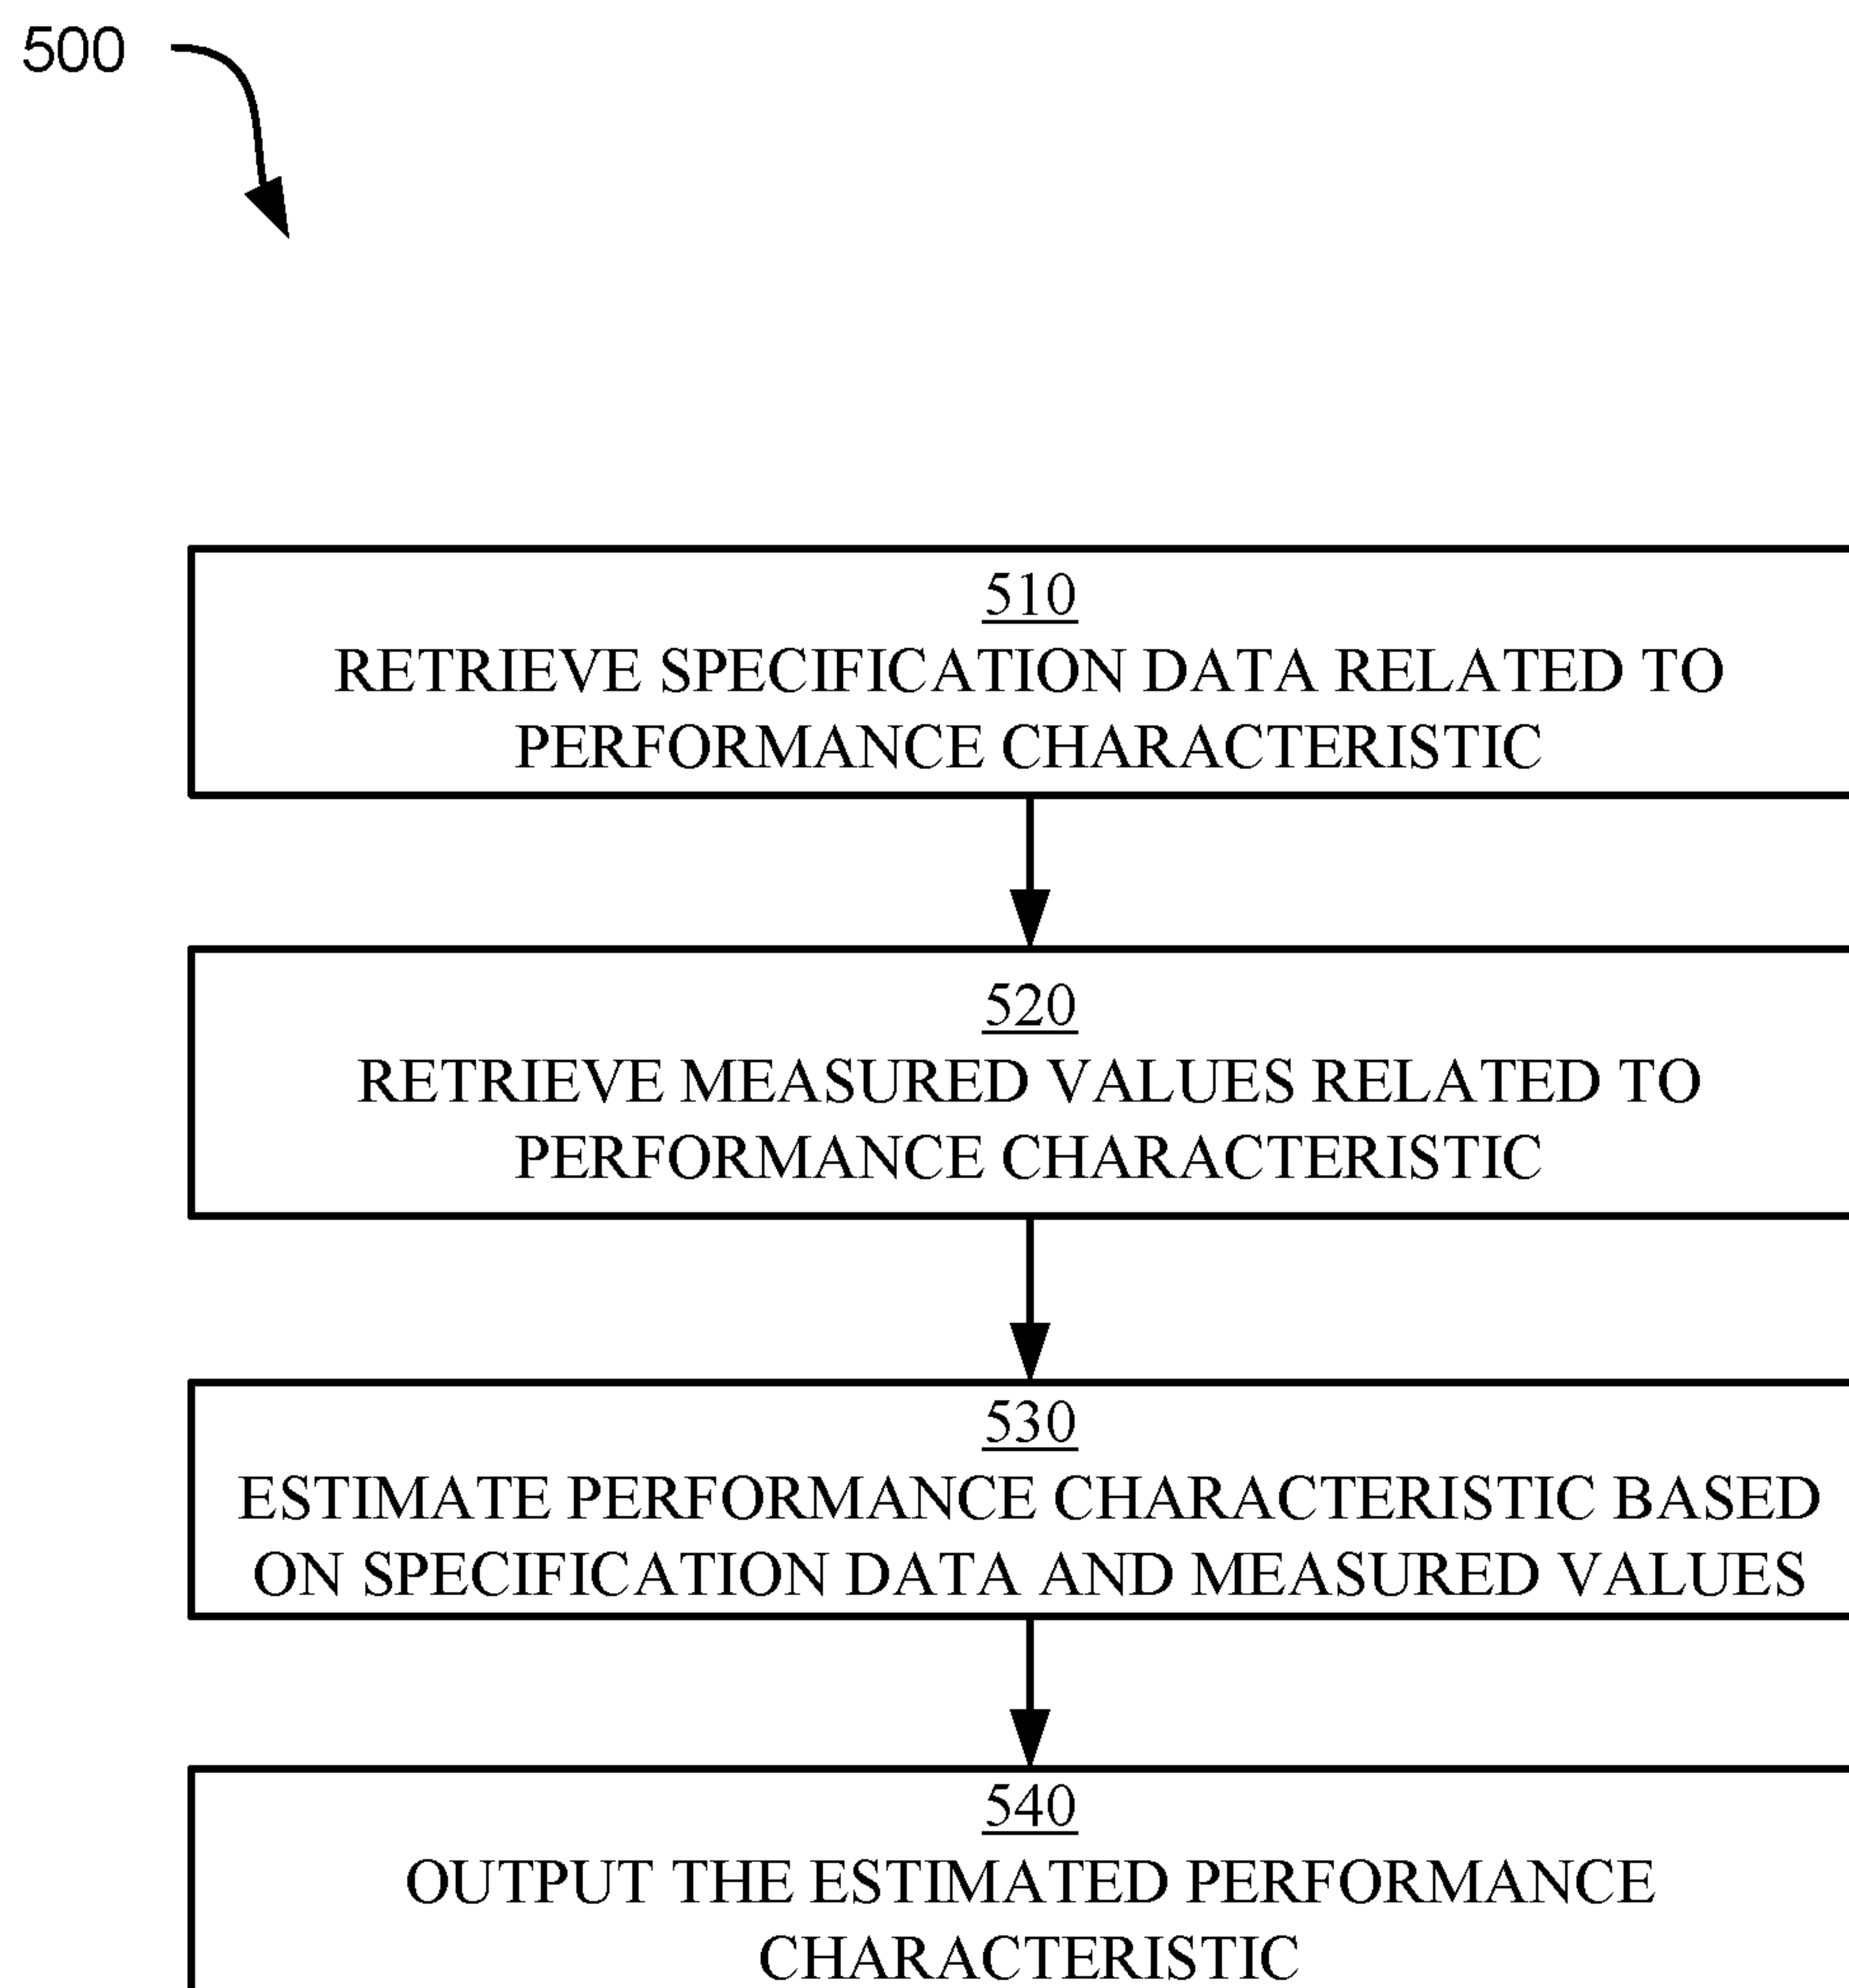 500
510
RETRIEVE SPECIFICATION DATA RELATED TO
PERFORMANCE CHARACTERISTIC
520
RETRIEVE MEASURED VALUES RELATED TO
PERFORMANCE CHARACTERISTIC
530
ESTIMATE PERFORMANCE CHARACTERISTIC BASED
ON SPECIFICATION DATA AND MEASURED VALUES
540
OUTPUT THE ESTIMATED PERFORMANCE
CHARACTERISTIC